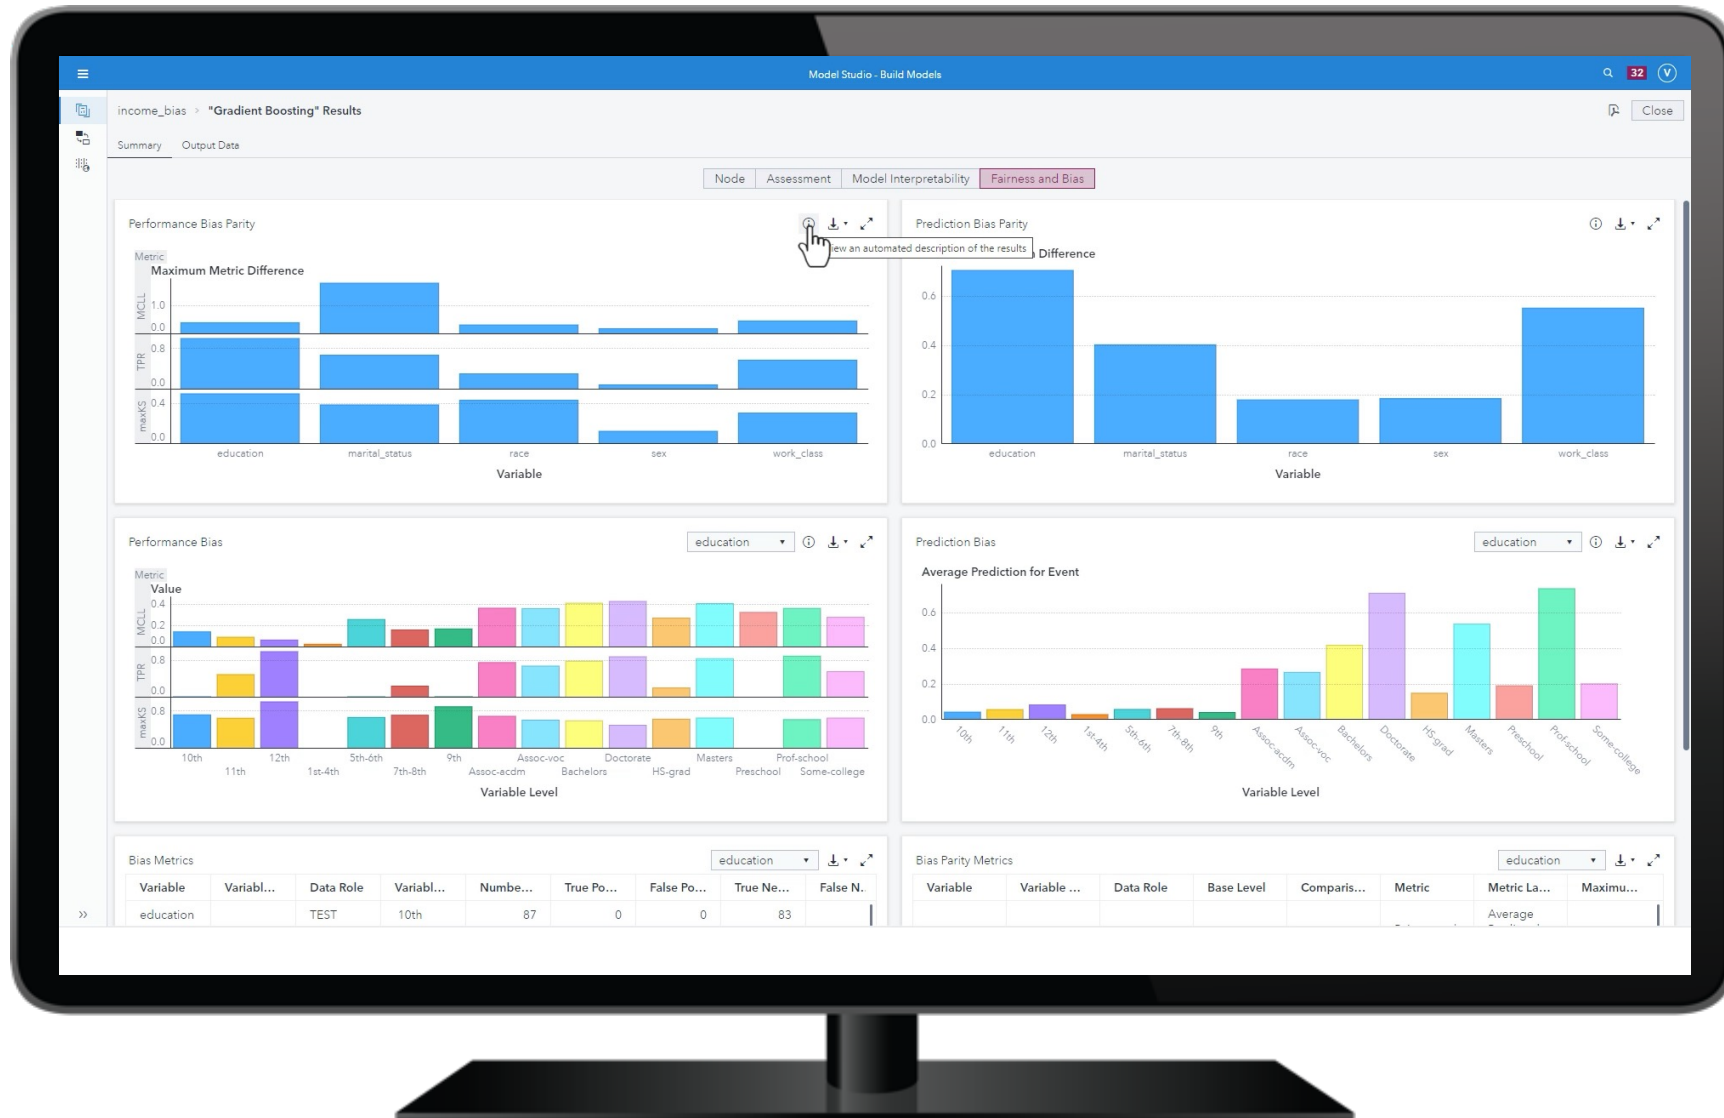 Model Studio - Build Models
32
V
income_bias > "Gradient Boosting" Results
Close
Summary Output Data
Node Assessment Model Interpretability Fairness and Bias
Performance Bias Parity
iew an automated description of the results
Metric
Maximum Metric Difference
MCLL
1.0
0.0
TPR
0.8
0.0
maxKS
0.4
0.0
education marital_status race sex work_class
Variable
Prediction Bias Parity
Difference
0.6
0.4
0.2
0.0
education marital_status race sex work_class
Variable
Performance Bias
education
Metric
Value
MCLL
0.4
0.2
0.0
TPR
0.8
0.0
maxKS
0.8
0.0
10th 12th 5th-6th 9th Assoc-voc Doctorate Masters Prof-school
11th 1st-4th 7th-8th Assoc-acdm Bachelors HS-grad Preschool Some-college
Variable Level
Prediction Bias
education
Average Prediction for Event
0.6
0.4
0.2
0.0
10th 11th 12th 1st-4th 5th-6th 7th-8th 9th Assoc-acdm Assoc-voc Bachelors Doctorate HS-grad Masters Preschool Prof-school Some-college
Variable Level
Bias Metrics
education
Variable Variabl... Data Role Variabl... Numbe... True Po... False Po... True Ne... False N..
education TEST 10th 87 0 0 83
Bias Parity Metrics
education
Variable Variable ... Data Role Base Level Comparis... Metric Metric La... Maximu...
Average